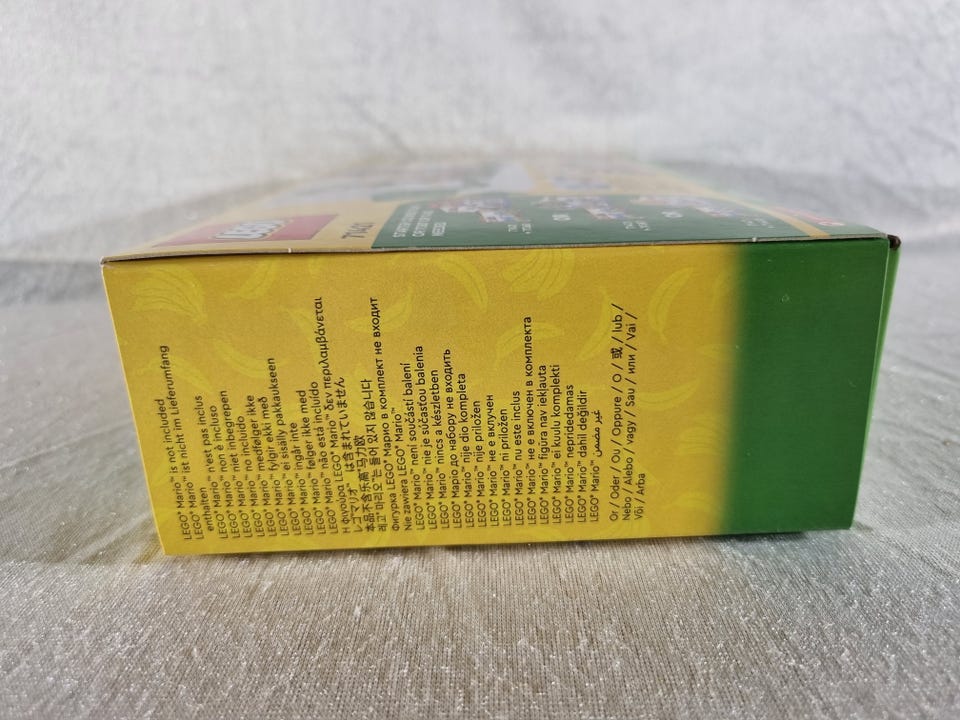 LEGO
LEGO® Mario™ is not included
LEGO® Mario™ ist nicht im Lieferumfang
enthalten
LEGO® Mario™ n'est pas inclus
LEGO® Mario™ non è incluso
LEGO® Mario™ niet inbegrepen
LEGO® Mario™ no incluido
LEGO® Mario™ medfølger ikke
LEGO® Mario™ fylgir ekki með
LEGO® Mario™ ei sisälly pakkaukseen
LEGO® Mario™ ingår inte
LEGO® Mario™ følger ikke med
LEGO® Mario™ não está incluído
Η φιγούρα LEGO® Mario™ δεν περιλαμβάνεται
レゴマリオ™ は含まれていません
本品不含乐高®马力欧
레고® 마리오™는 들어 있지 않습니다
Фигурка LEGO® Марио в комплект не входит
Nie zawiera LEGO® Mario™
LEGO® Mario™ není součástí balení
LEGO® Mario™ nie je súčasťou balenia
LEGO® Mario™ nincs a készletben
LEGO® Маріо до набору не входить
LEGO® Mario™ nije dio kompleta
LEGO® Mario™ nije priložen
LEGO® Mario™ не е включен
LEGO® Mario™ ni priložen
LEGO® Mario™ nu este inclus
LEGO® Mario™ не е включен в комплекта
LEGO® Mario™ figūra nav iekļauta
LEGO® Mario™ ei kuulu komplekti
LEGO® Mario™ nepridedamas
LEGO® Mario™ dahil değildir
LEGO® Mario™ غير مضمن
Or / Oder / Ou / Oppure / O / 或 / lub /
Nebo / Alebo / vagy / Sau / или / Vai /
Või / Arba